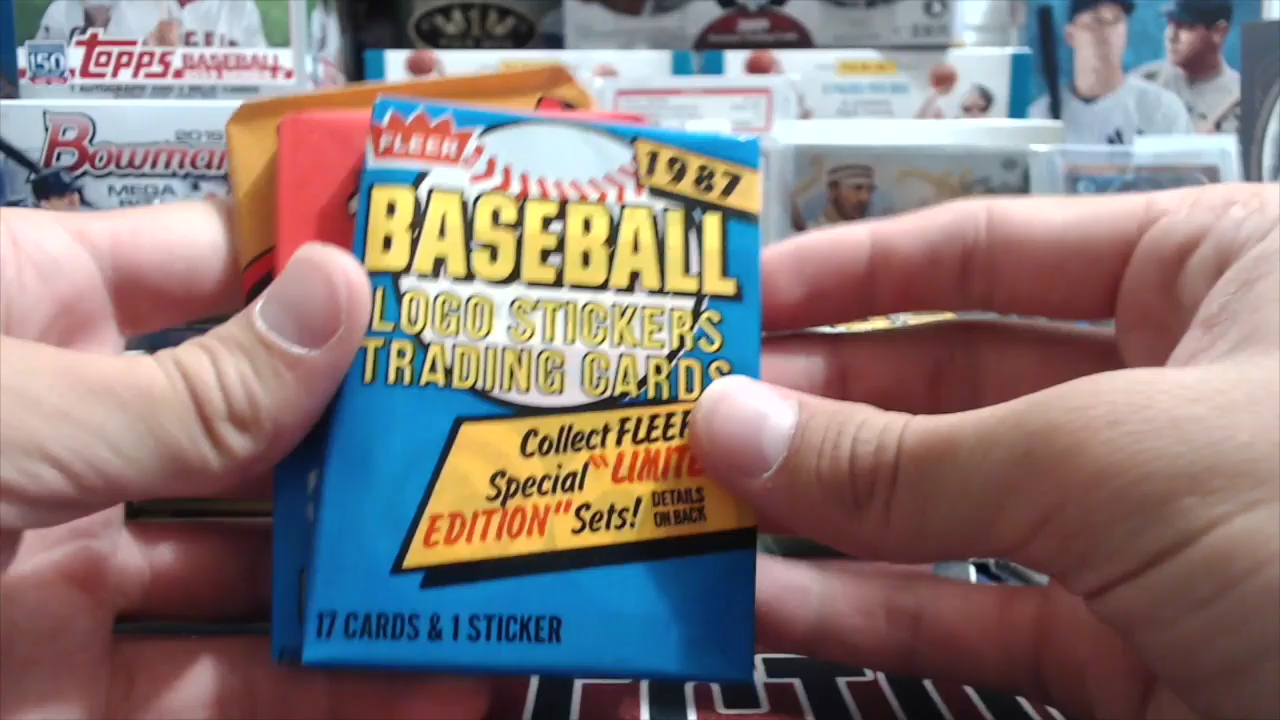 150
Topps
BASEBALL
2015
Bowman
MEGA
FLEER
1987
BASEBALL
LOGO STICKERS
TRADING CARDS
Collect FLEER
Special "LIMITE
EDITION" Sets!
DETAILS
ON BACK
17 CARDS & 1 STICKER